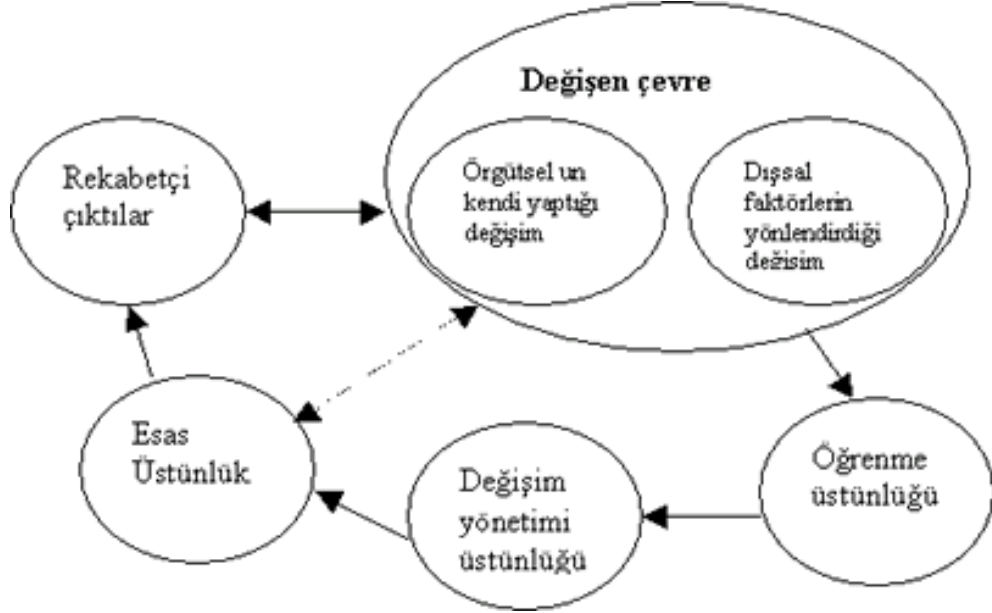 Değişen çevre
Örgütsel un
kendi yaptığı
değişim
Dışsal
faktörlerin
yönlendirdiği
değisim
Rekabetçi
çıktılar
Esas
Üstünlük
Değişim
yönetimi
üstünlüğü
Öğrenme
üstünlüğü